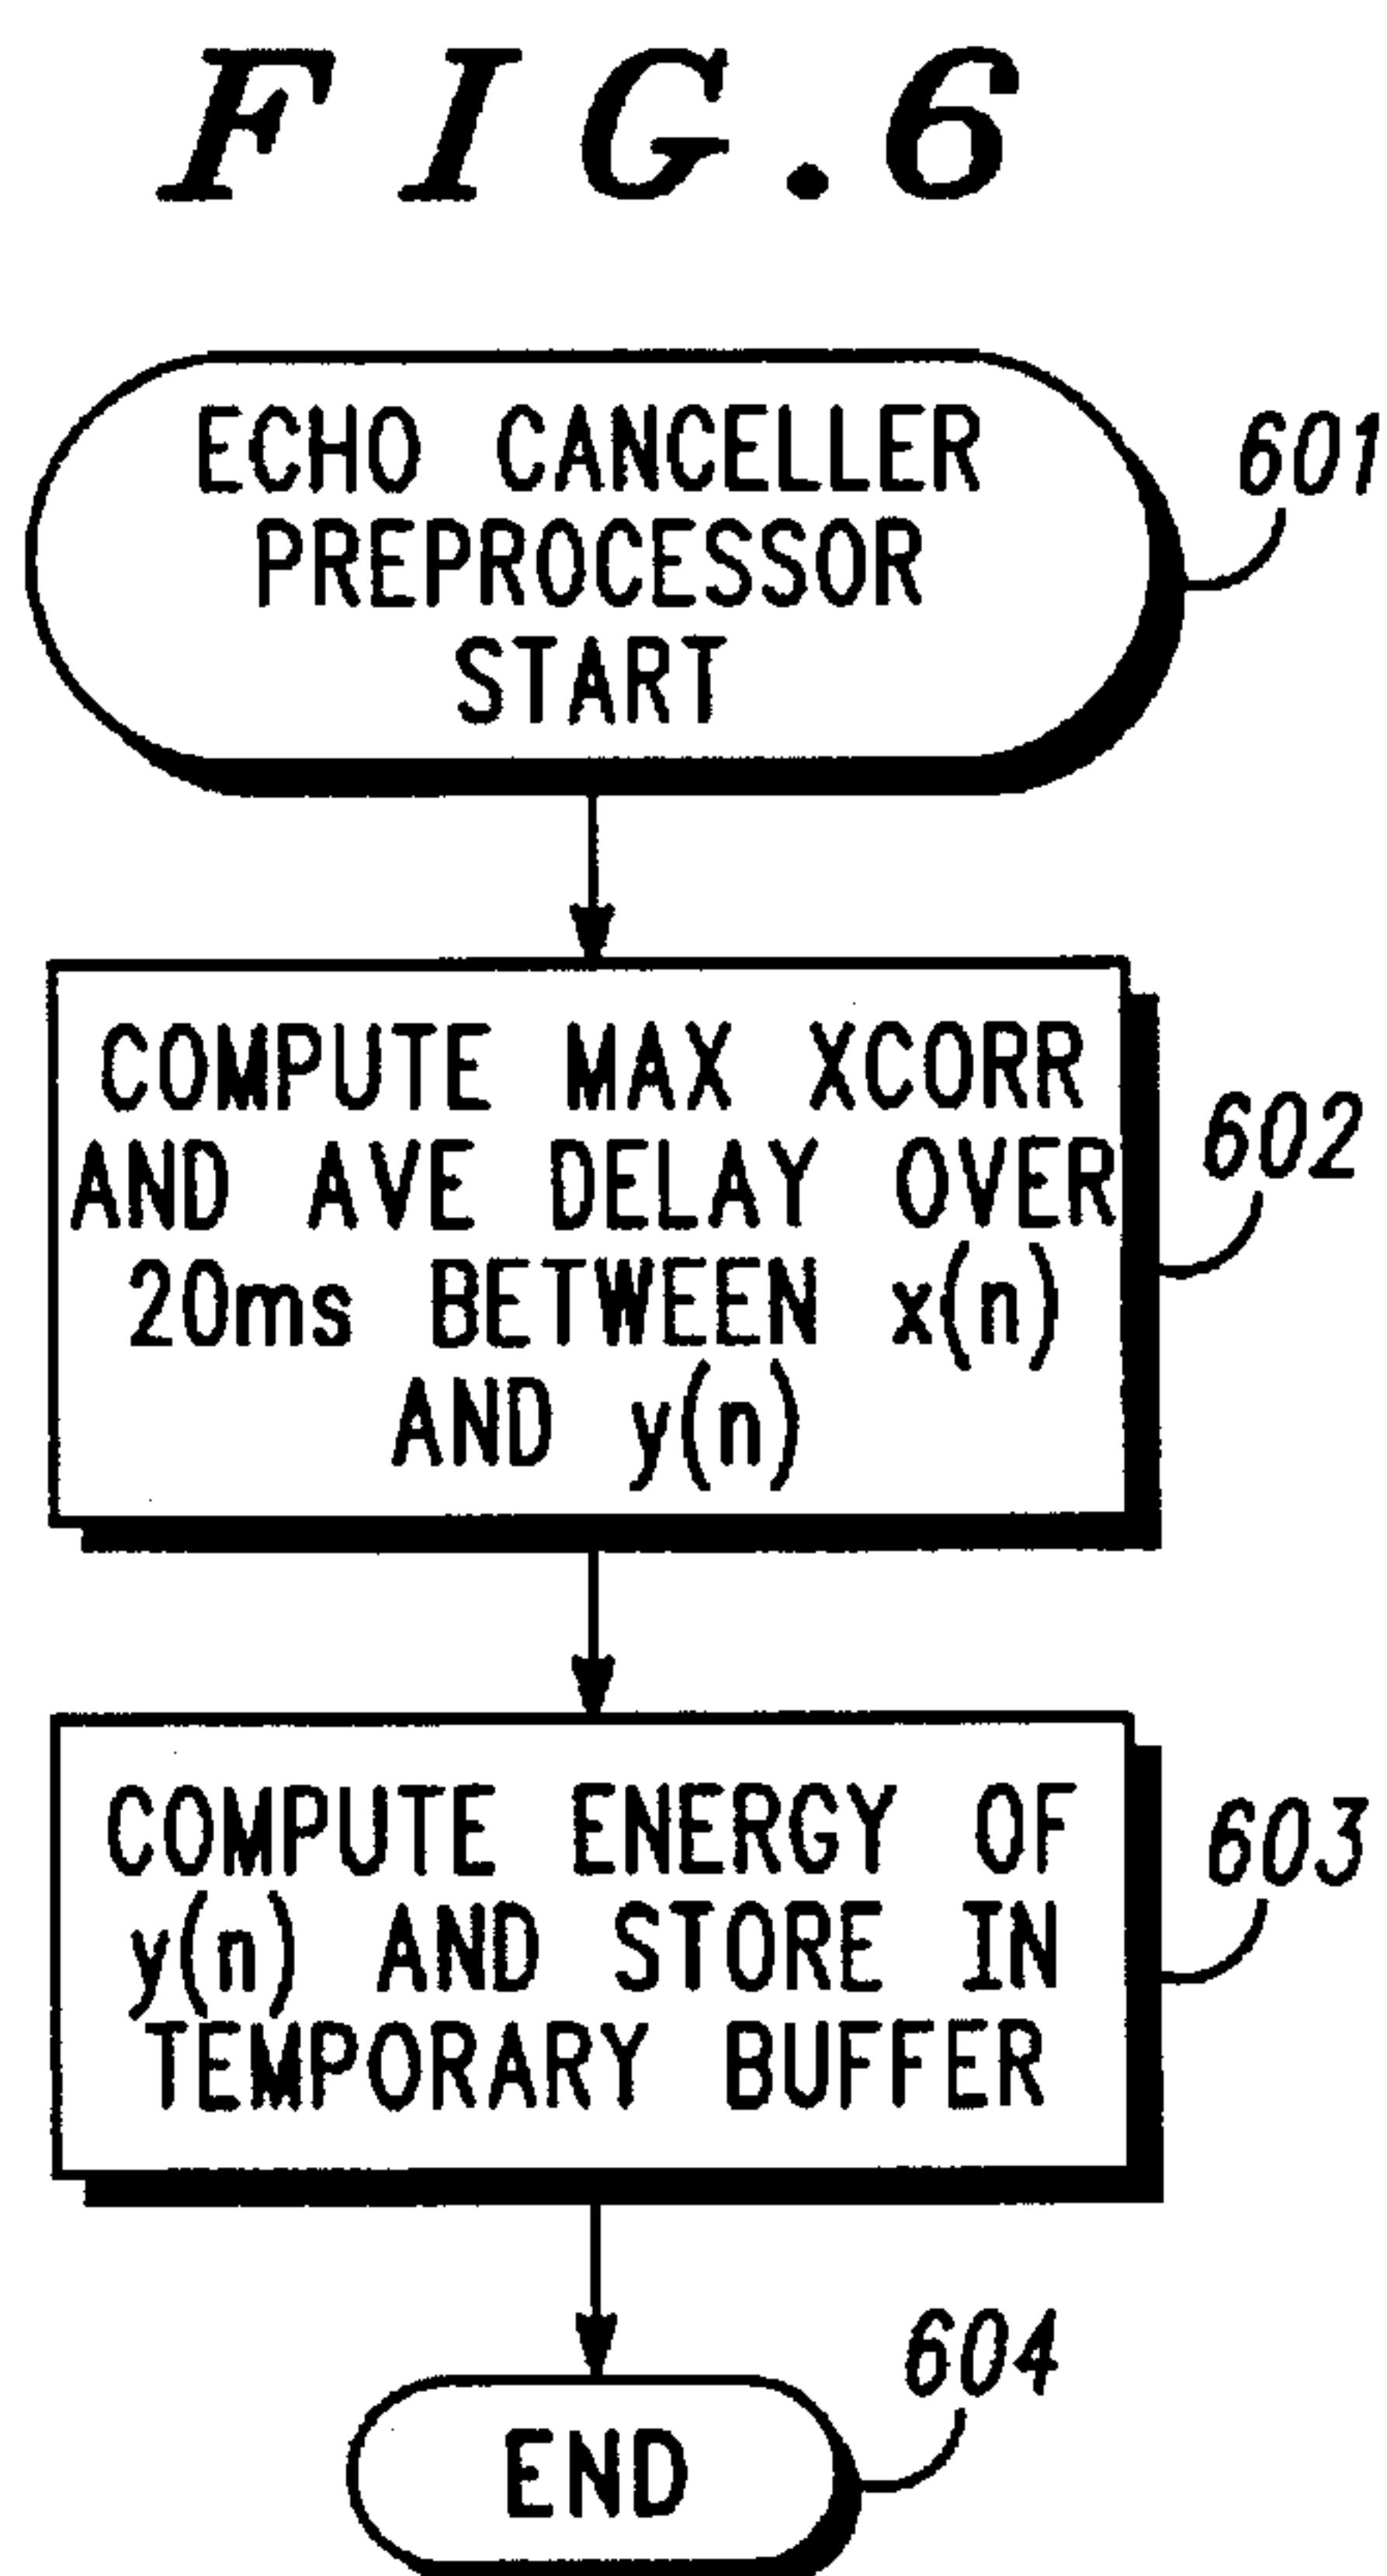 FIG.6
ECHO CANCELLER
PREPROCESSOR
START
601
COMPUTE MAX XCORR
AND AVE DELAY OVER
20ms BETWEEN x(n)
AND y(n)
602
COMPUTE ENERGY OF
y(n) AND STORE IN
TEMPORARY BUFFER
603
604
END